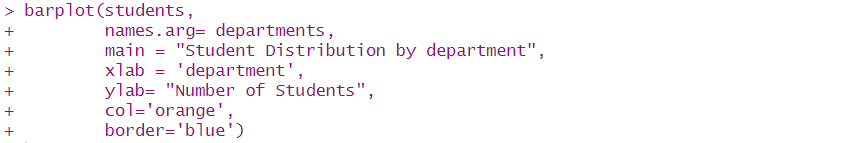 > barplot(students,
+         names.arg= departments,
+         main = "Student Distribution by department",
+         xlab = 'department',
+         ylab= "Number of Students",
+         col='orange',
+         border='blue')